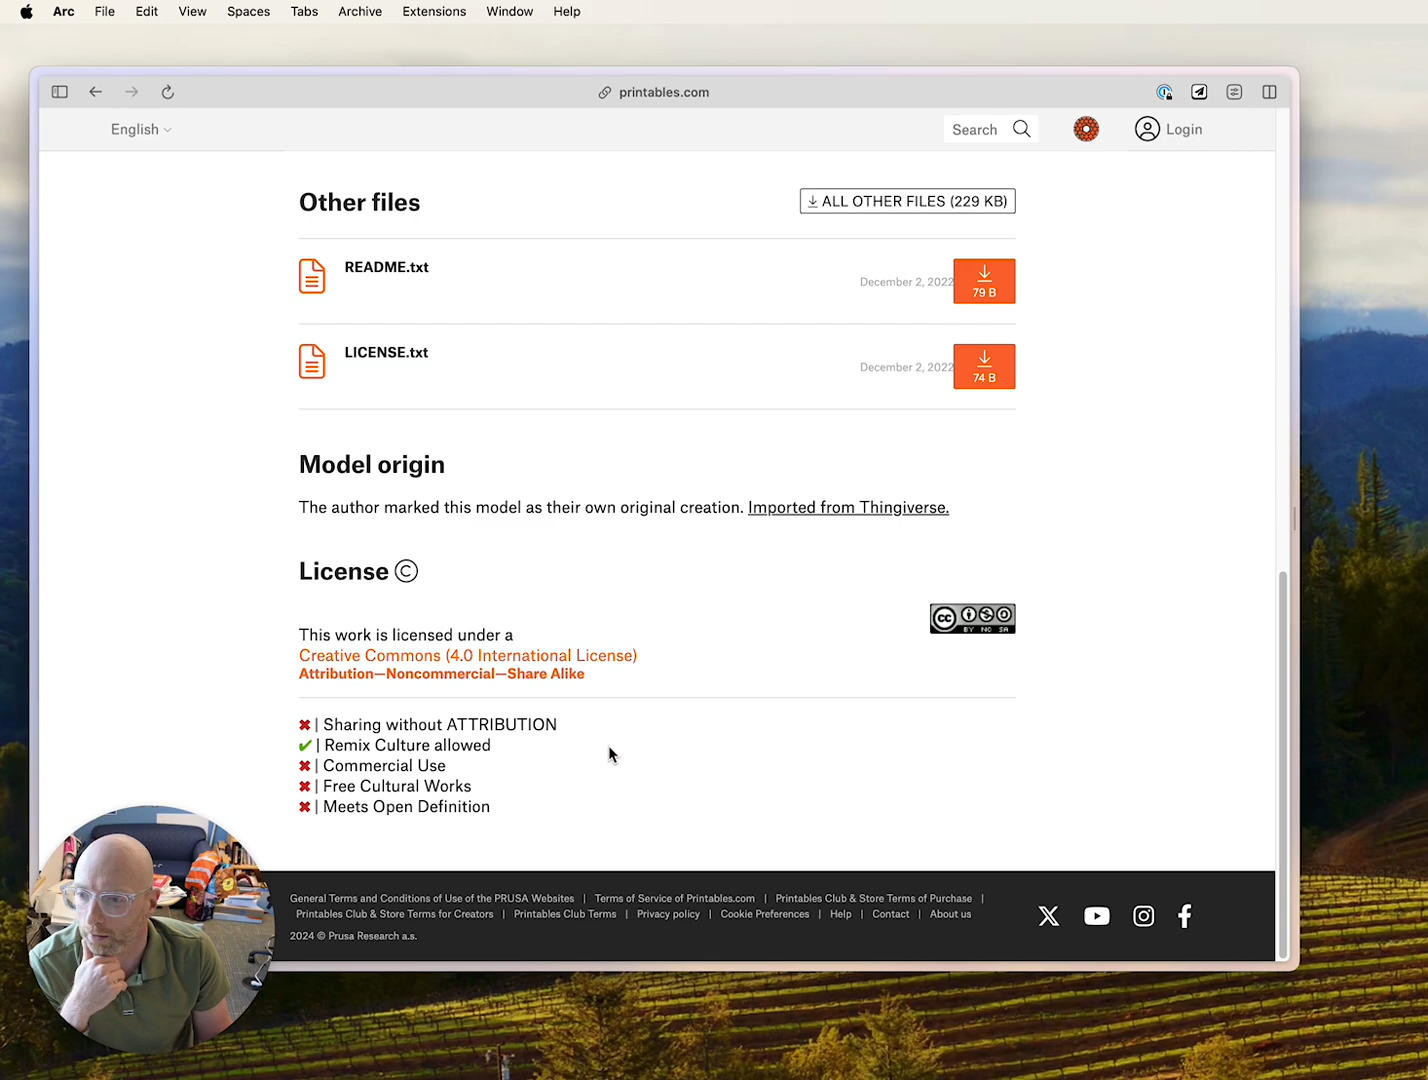 Arc File Edit View Spaces Tabs Archive Extensions Window Help
printables.com
English Search Login
Other files
ALL OTHER FILES (229 KB)
README.txt
December 2, 2022
79 B
LICENSE.txt
December 2, 2022
74 B
Model origin
The author marked this model as their own original creation. Imported from Thingiverse.
License ©
CC BY NC SA
This work is licensed under a
Creative Commons (4.0 International License)
Attribution—Noncommercial—Share Alike
✖ | Sharing without ATTRIBUTION
✔ | Remix Culture allowed
✖ | Commercial Use
✖ | Free Cultural Works
✖ | Meets Open Definition
General Terms and Conditions of Use of the PRUSA Websites | Terms of Service of Printables.com | Printables Club & Store Terms of Purchase |
Printables Club & Store Terms for Creators | Printables Club Terms | Privacy policy | Cookie Preferences | Help | Contact | About us
2024 © Prusa Research a.s.